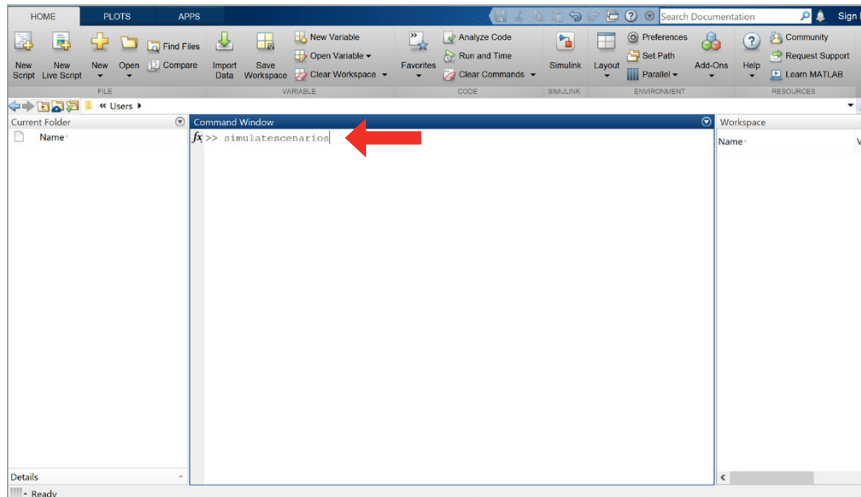 HOME PLOTS APPS
Search Documentation
Sign
New Script
New Live Script
New
Open
Find Files
Compare
Import Data
Save Workspace
New Variable
Open Variable
Clear Workspace
Favorites
Analyze Code
Run and Time
Clear Commands
Simulink
Layout
Preferences
Set Path
Parallel
Add-Ons
Help
Community
Request Support
Learn MATLAB
FILE VARIABLE CODE SIMULINK ENVIRONMENT RESOURCES
« Users
Current Folder
Name
Command Window
fx >> simulatescenarios
Workspace
Name
V
Details
Ready